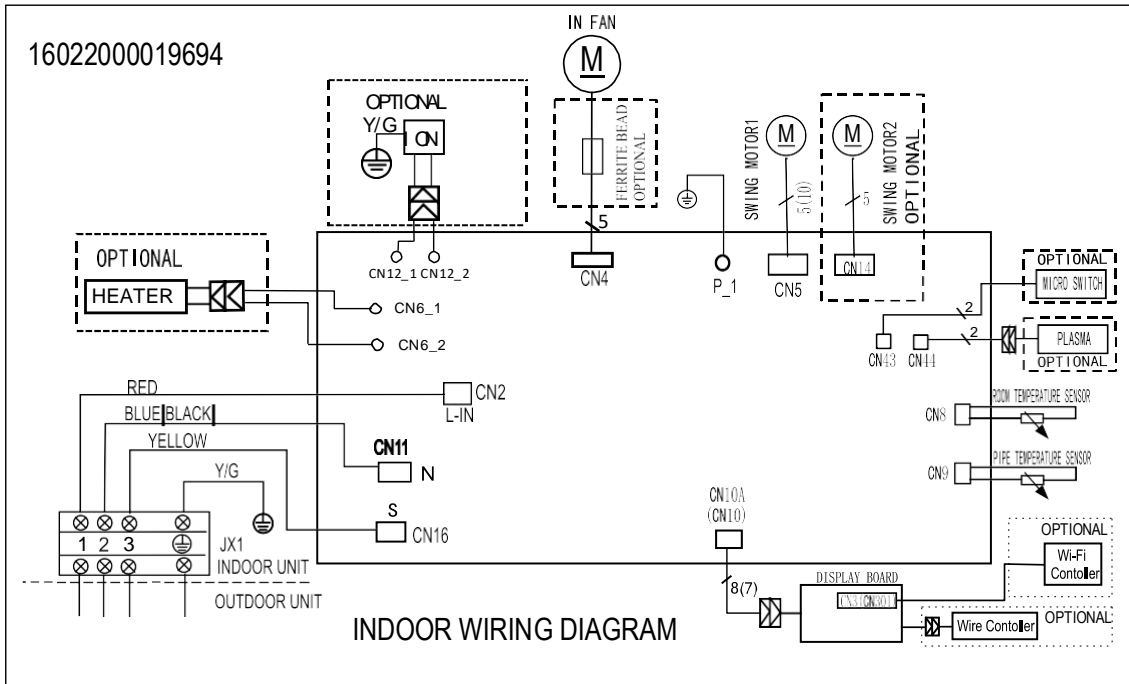 IN FAN
16022000019694
M
OPTIONAL
Y/G
ION
FERRITE BEAD
OPTIONAL
5
SWING MOTOR1
M
5(10)
M
5
SWING MOTOR2
OPTIONAL
OPTIONAL
HEATER
CN12_1 CN12_2
CN4
P_1
CN5
CN14
OPTIONAL
MICRO SWITCH
2
CN6_1
CN6_2
CN43
CN44
2
PLASMA
OPTIONAL
RED
CN2
L-IN
BLUE[BLACK]
YELLOW
Y/G
CN11
N
S
CN16
CN8
ROOM TEMPERATURE SENSOR
CN9
PIPE TEMPERATURE SENSOR
CN10A
(CN10)
1 2 3
JX1
INDOOR UNIT
OUTDOOR UNIT
8(7)
DISPLAY BOARD
CN3(CN301)
OPTIONAL
Wi-Fi
Contoller
Wire Contoller
OPTIONAL
INDOOR WIRING DIAGRAM